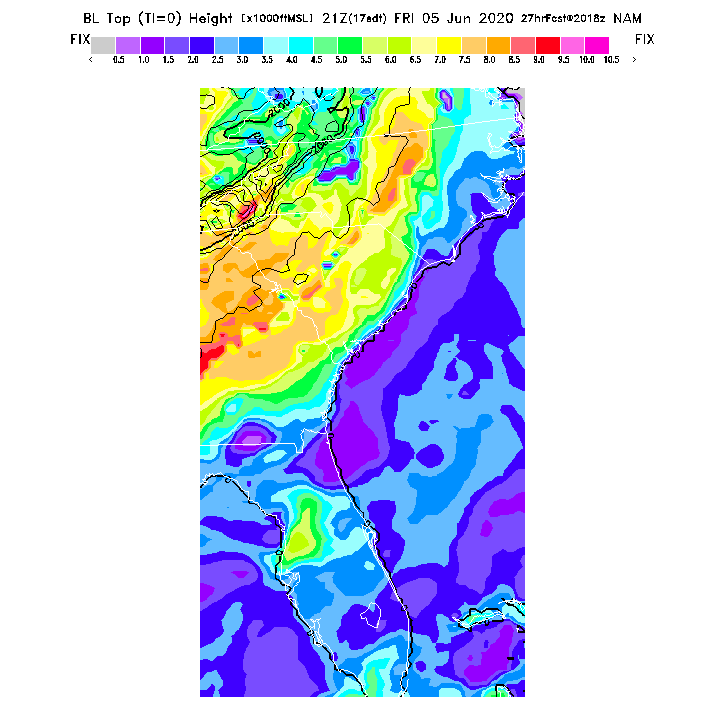 BL Top (TI=0) Height [x1000ftMSL] 21Z(17edt) FRI 05 Jun 2020 27hrFcst@2018z NAM
FIX FIX
< 0.5 1.0 1.5 2.0 2.5 3.0 3.5 4.0 4.5 5.0 5.5 6.0 6.5 7.0 7.5 8.0 8.5 9.0 9.5 10.0 10.5 >